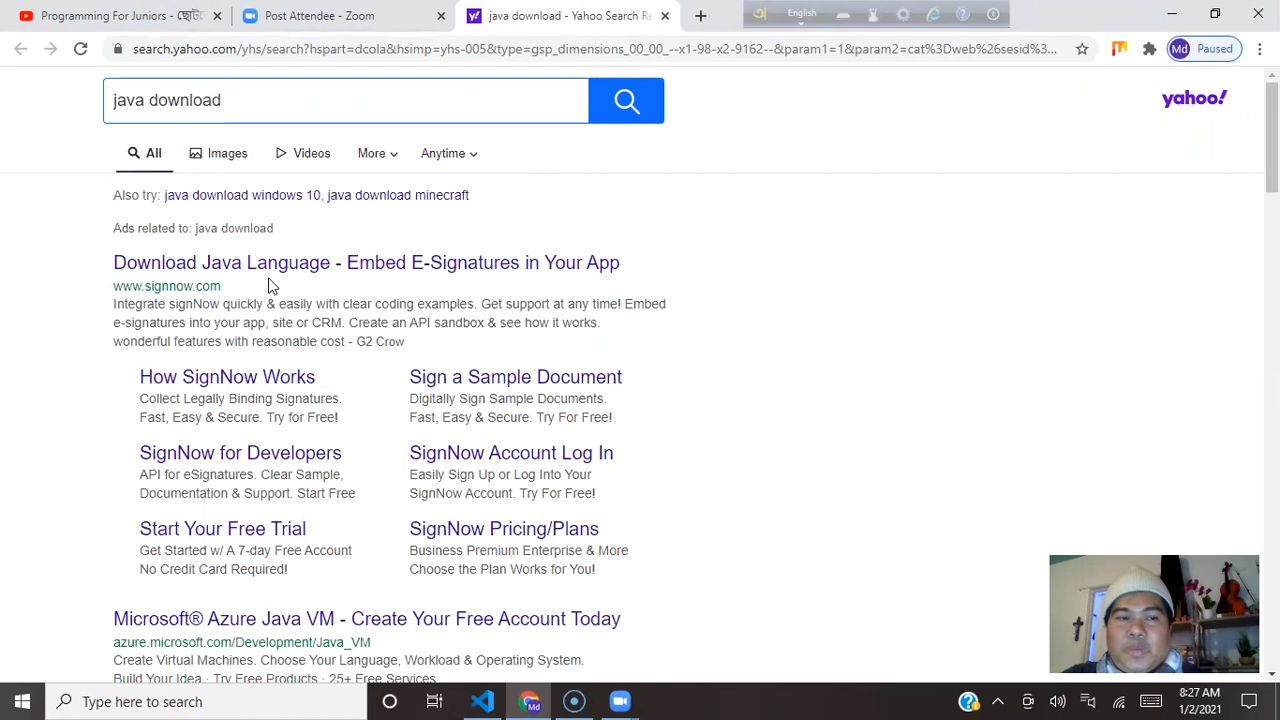 Programming For Juniors - C
Post Attendee - Zoom
java download - Yahoo Search Re
English
search.yahoo.com/yhs/search?hspart=dcola&hsimp=yhs-005&type=gsp_dimensions_00_00_--x1-98-x2-9162--&param1=1&param2=cat%3Dweb%26sesid%3D...
Md Paused
java download
yahoo!
All Images Videos More Anytime
Also try: java download windows 10, java download minecraft
Ads related to: java download
Download Java Language - Embed E-Signatures in Your App
www.signnow.com
Integrate signNow quickly & easily with clear coding examples. Get support at any time! Embed
e-signatures into your app, site or CRM. Create an API sandbox & see how it works.
wonderful features with reasonable cost - G2 Crow
How SignNow Works
Collect Legally Binding Signatures.
Fast, Easy & Secure. Try for Free!
Sign a Sample Document
Digitally Sign Sample Documents.
Fast, Easy & Secure. Try For Free!
SignNow for Developers
API for eSignatures. Clear Sample,
Documentation & Support. Start Free
SignNow Account Log In
Easily Sign Up or Log Into Your
SignNow Account. Try For Free!
Start Your Free Trial
Get Started w/ A 7-day Free Account
No Credit Card Required!
SignNow Pricing/Plans
Business Premium Enterprise & More
Choose the Plan Works for You!
Microsoft® Azure Java VM - Create Your Free Account Today
azure.microsoft.com/Development/Java_VM
Create Virtual Machines. Choose Your Language, Workload & Operating System.
Build Your Idea · Try Free Products · 25+ Free Services
Type here to search
Md
8:27 AM
1/2/2021